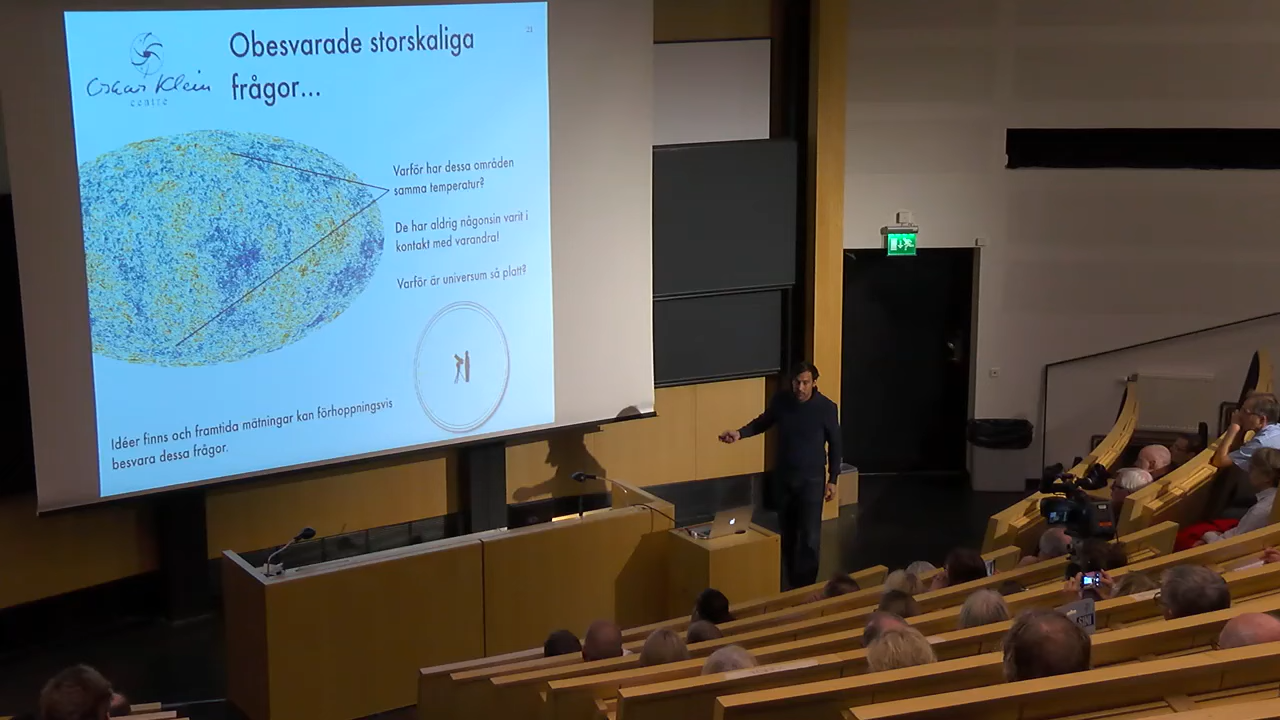 Obesvarade storskaliga
frågor...
21
Oskar Klein
centre
Varför har dessa områden
samma temperatur?
De har aldrig någonsin varit i
kontakt med varandra!
Varför är universum så platt?
Idéer finns och framtida mätningar kan förhoppningsvis
besvara dessa frågor.